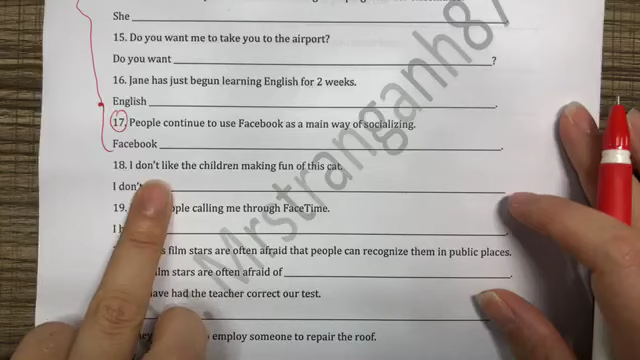 She
15. Do you want me to take you to the airport?
Do you want ?
16. Jane has just begun learning English for 2 weeks.
English .
17. People continue to use Facebook as a main way of socializing.
Facebook .
18. I don't like the children making fun of this cat.
I don't
19. calling me through FaceTime.
I .
film stars are often afraid that people can recognize them in public places.
film stars are often afraid of .
have had the teacher correct our test.
employ someone to repair the roof.
Mrstranganh87